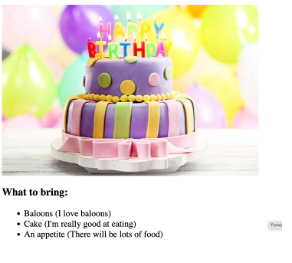 HAPPY
BIRTHDAY
What to bring:
Baloons (I love baloons)
Cake (I'm really good at eating)
An appetite (There will be lots of food)